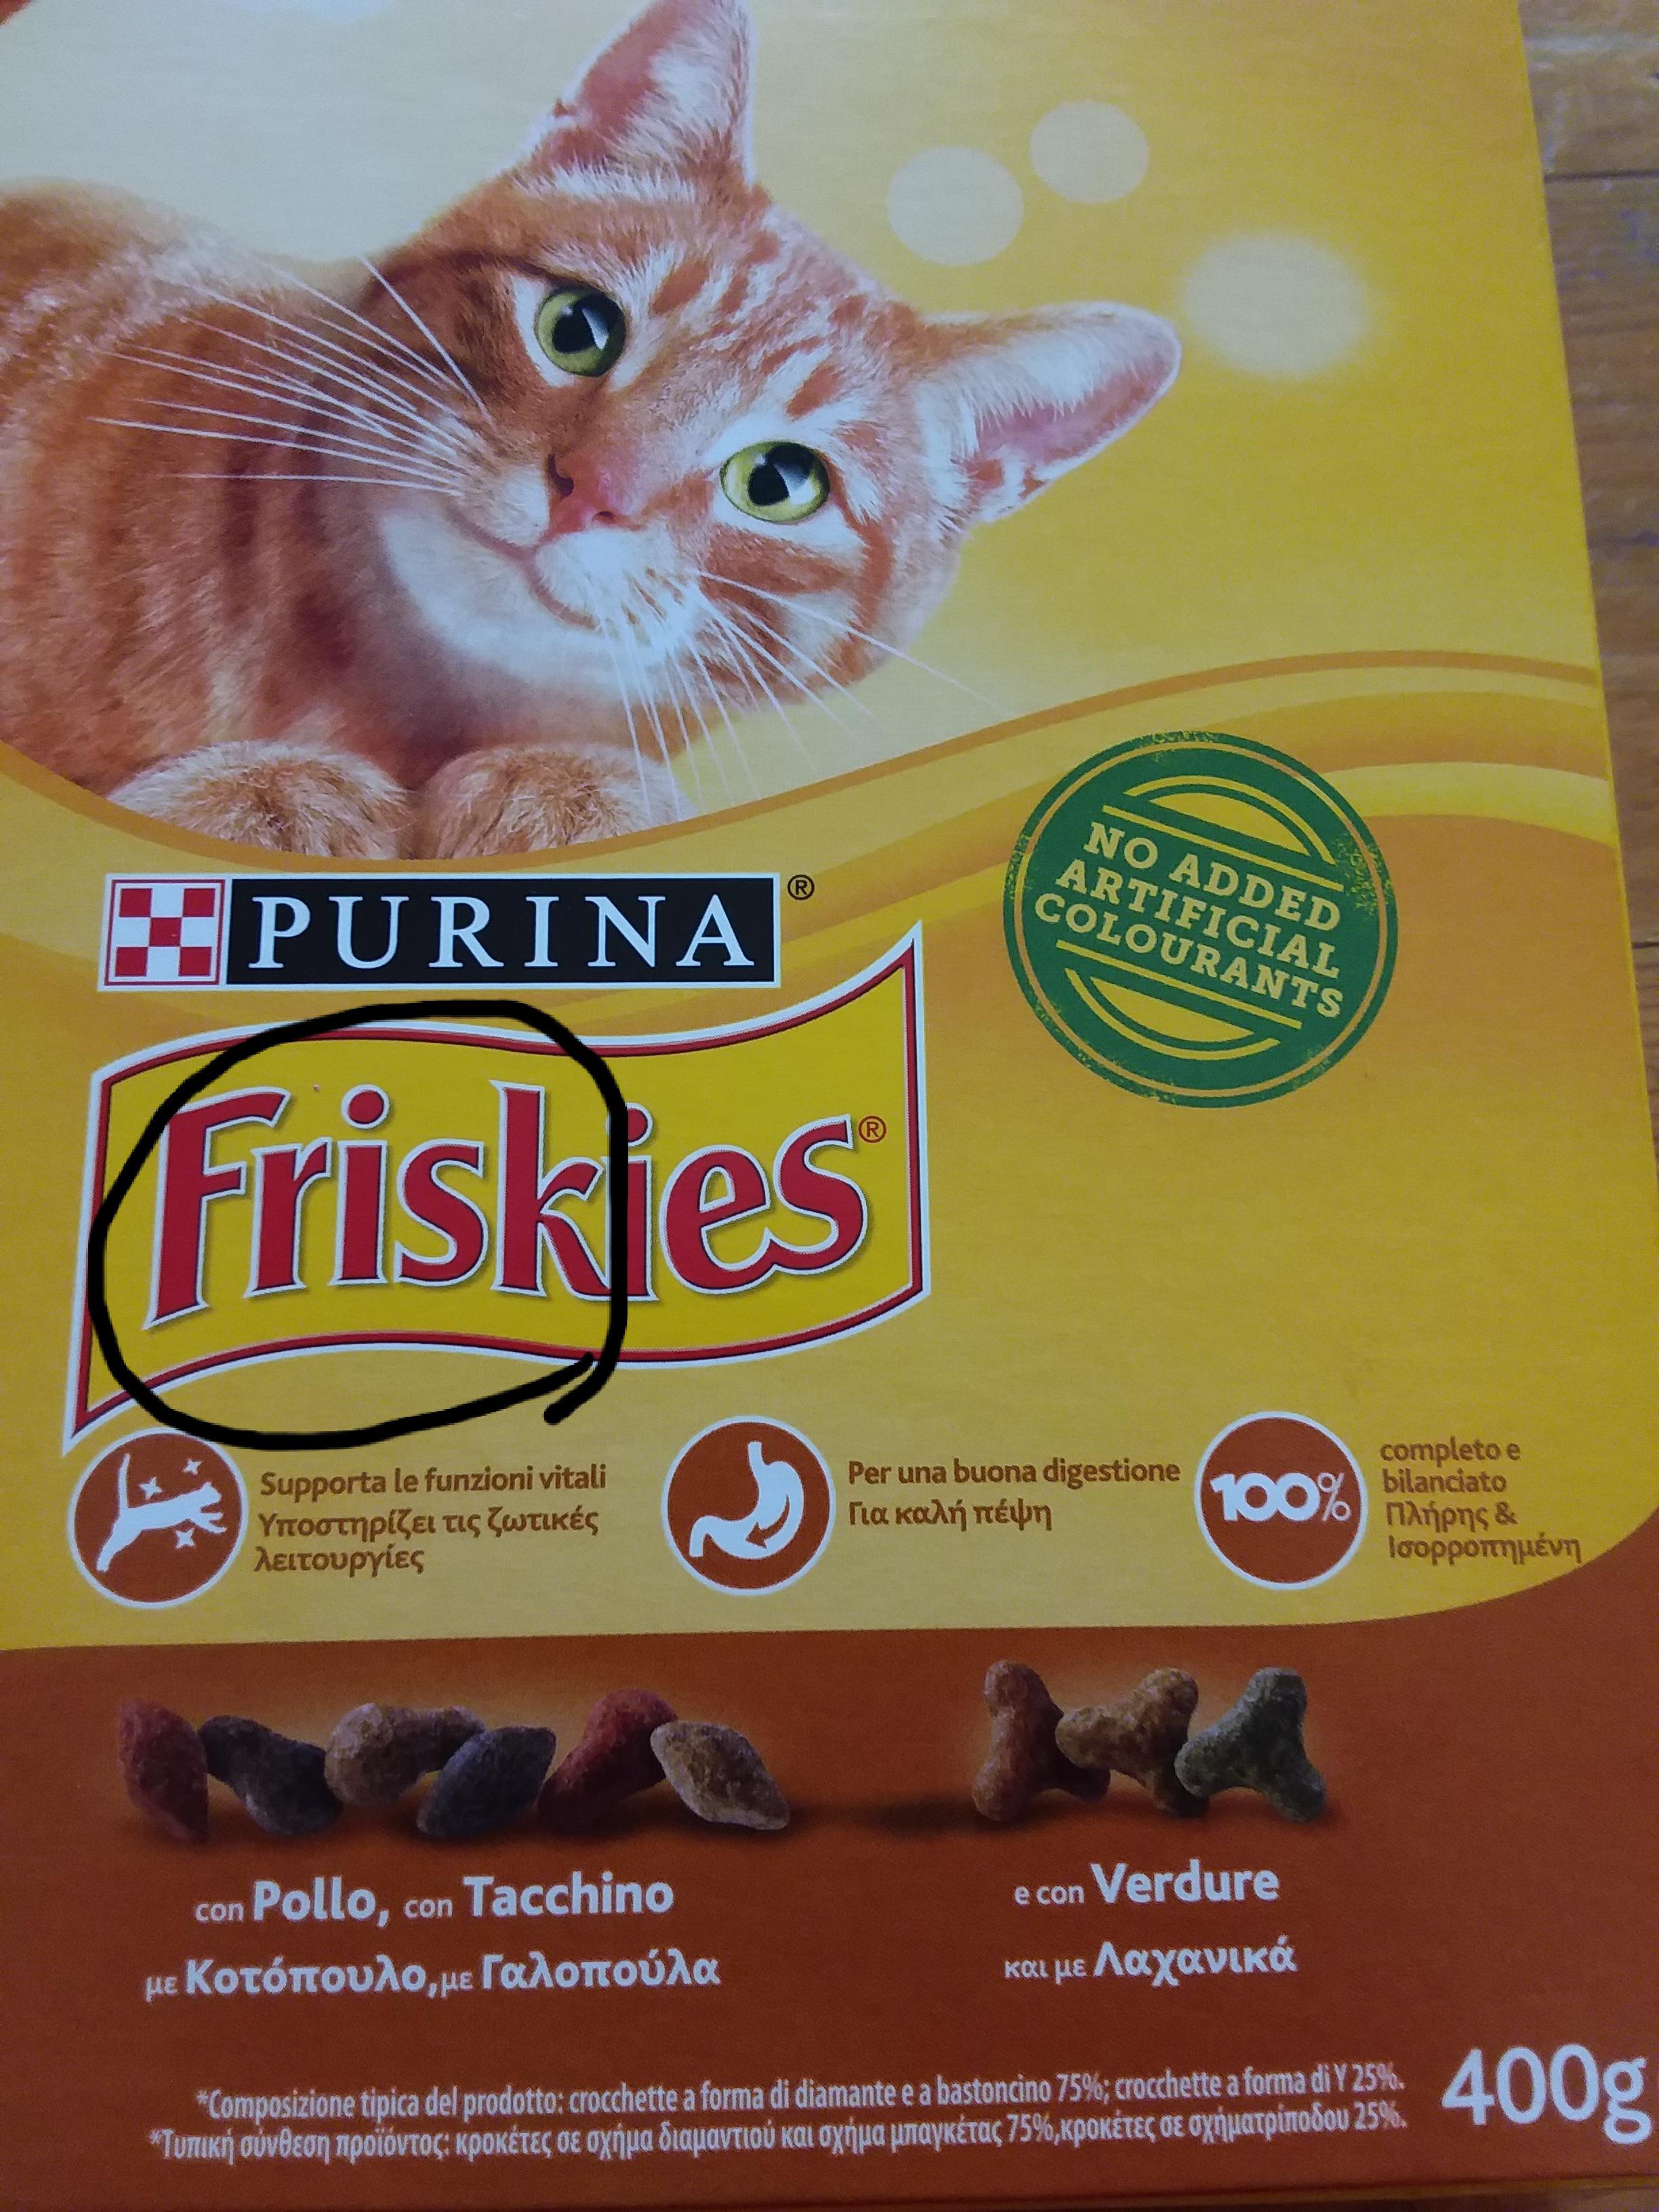 PURINA®
Friskies®
NO ADDED
ARTIFICIAL
COLOURANTS
Supporta le funzioni vitali
Υποστηρίζει τις ζωτικές
λειτουργίες
Per una buona digestione
Για καλή πέψη
100%
completo e
bilanciato
Πλήρης &
Ισορροπημένη
con Pollo, con Tacchino
με Κοτόπουλο,με Γαλοπούλα
e con Verdure
και με Λαχανικά
*Composizione tipica del prodotto: crocchette a forma di diamante e a bastoncino 75%; crocchette a forma di Y 25%.
*Τυπική σύνθεση προϊόντος: κροκέτες σε σχήμα διαμαντιού και σχήμα μπαγκέτας 75%,κροκέτες σε σχήματρίποδου 25%.
400g